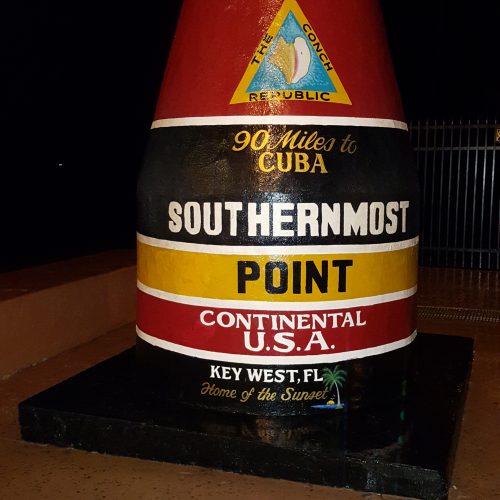 THE CONCH
REPUBLIC
90 Miles to
CUBA
SOUTHERNMOST
POINT
CONTINENTAL
U.S.A.
KEY WEST, FL
Home of the Sunset